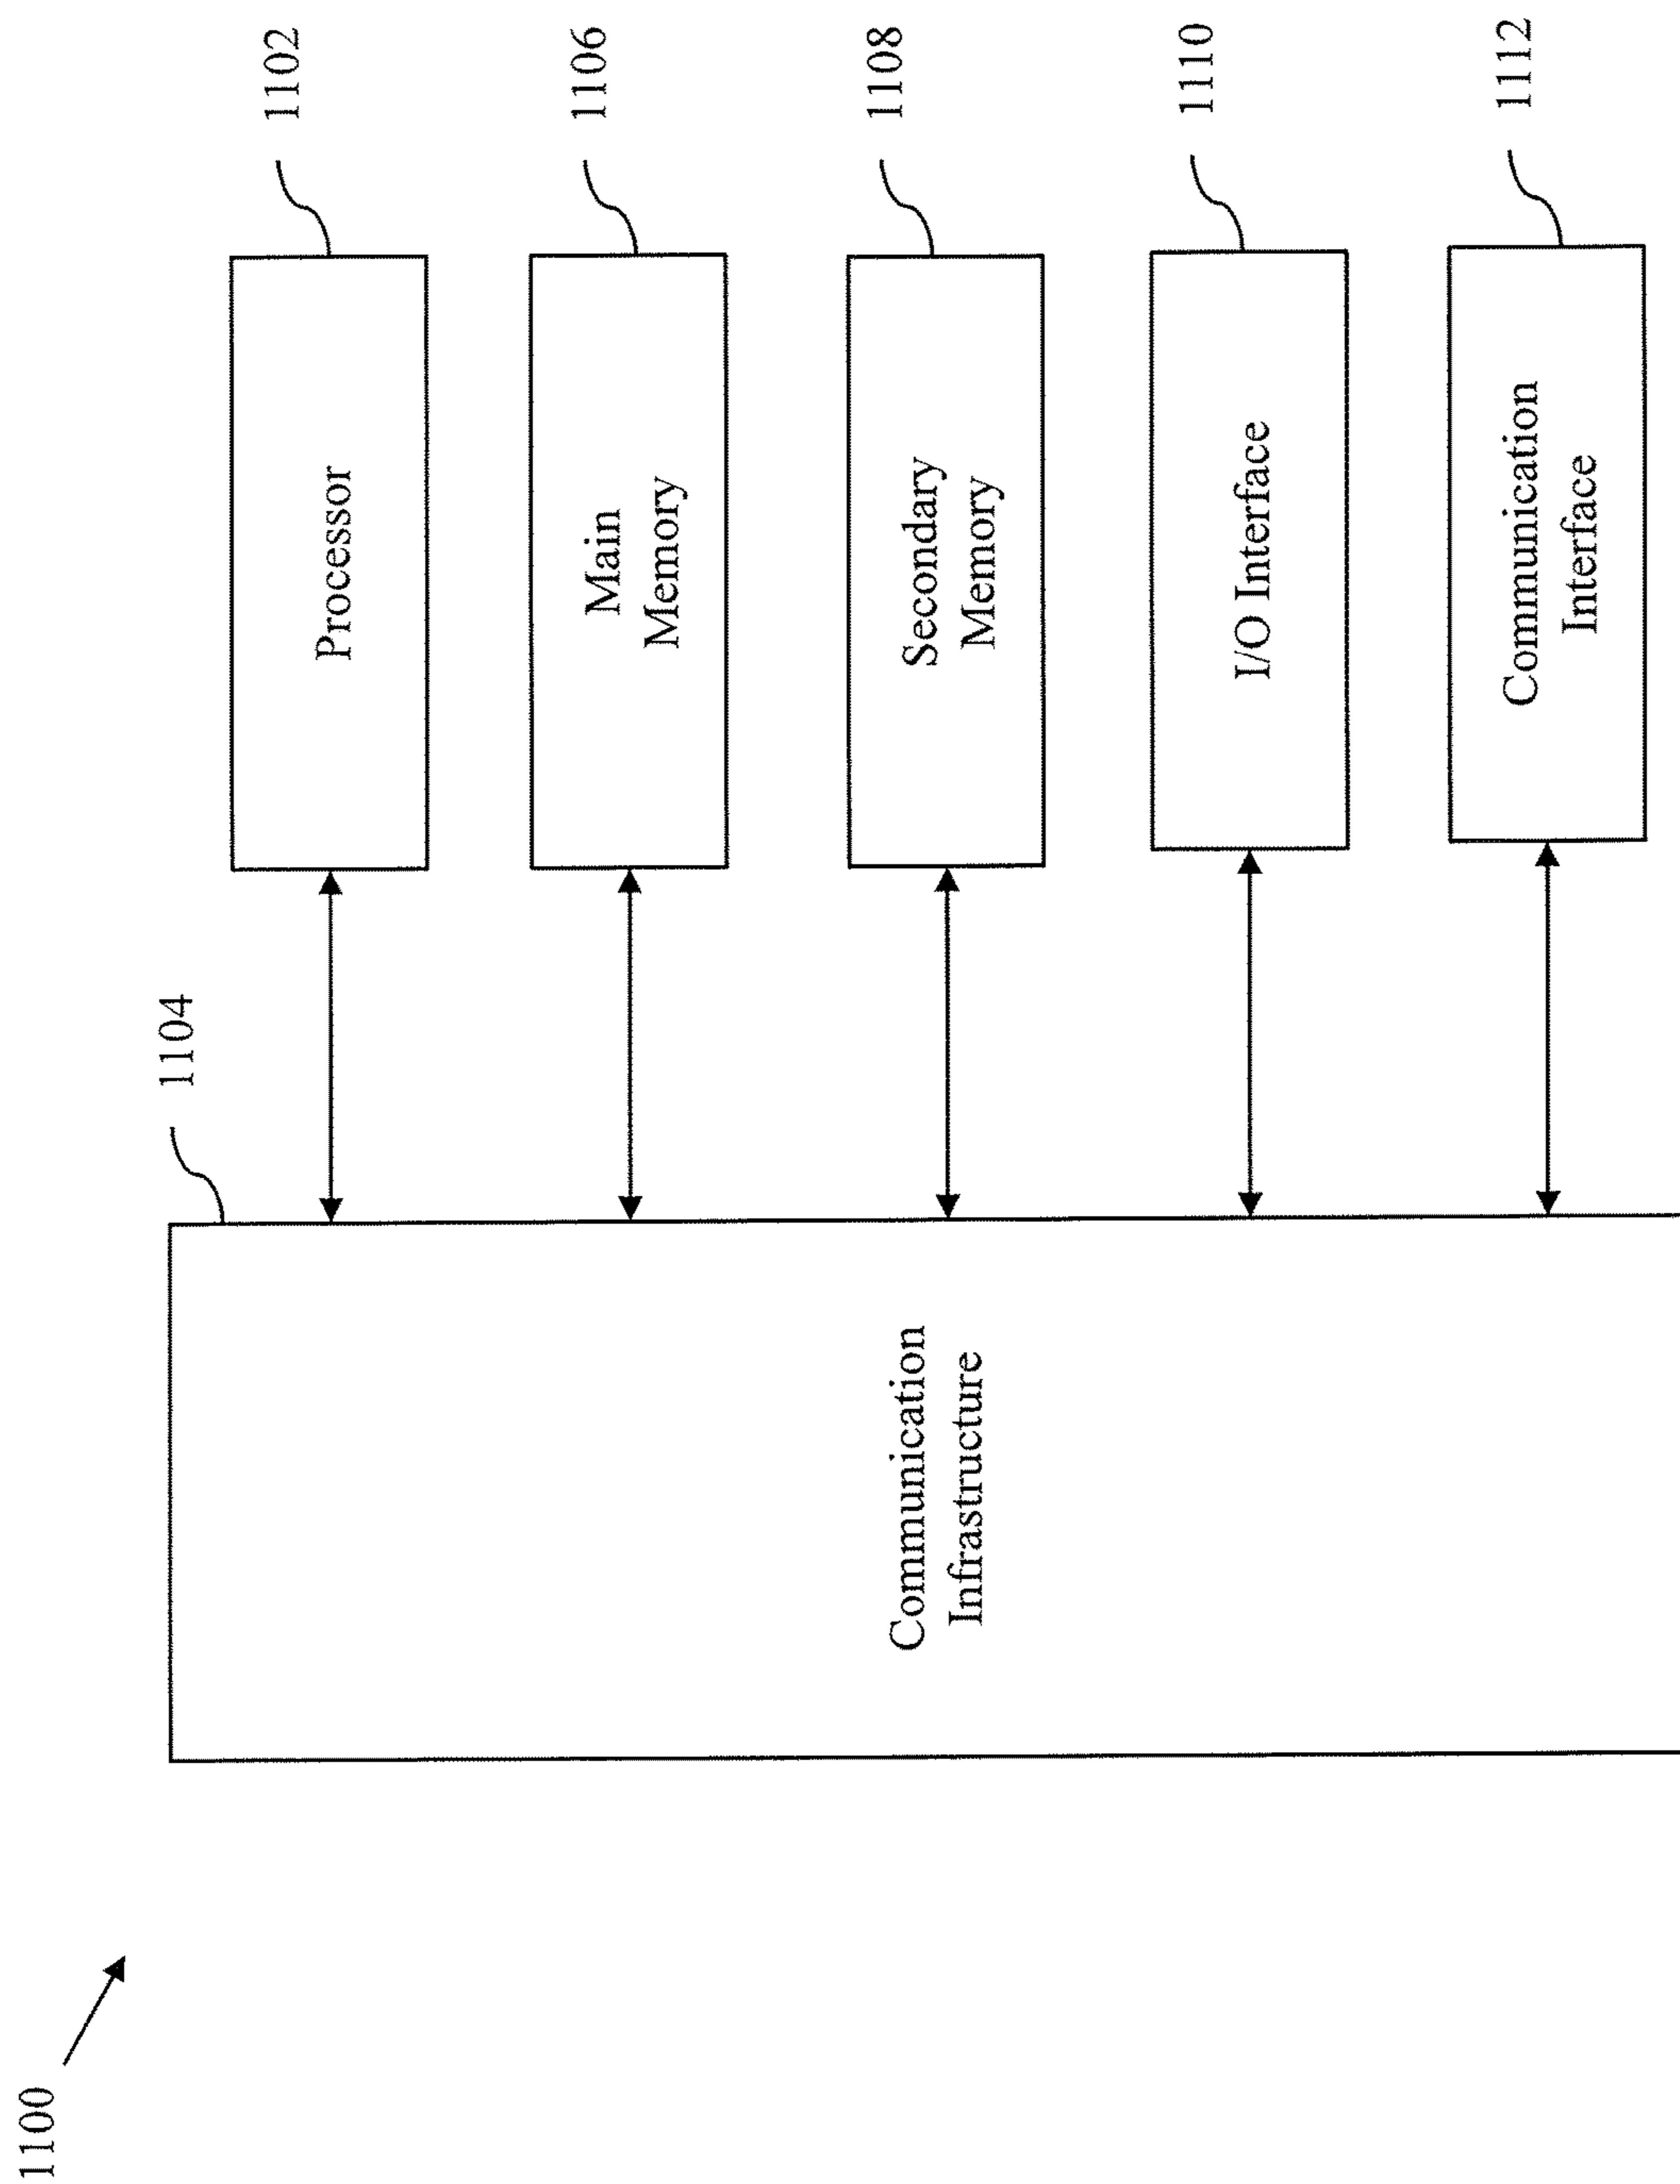 1100
1104
Communication
Infrastructure
Processor
1102
Main
Memory
1106
Secondary
Memory
1108
I/O Interface
1110
Communication
Interface
1112